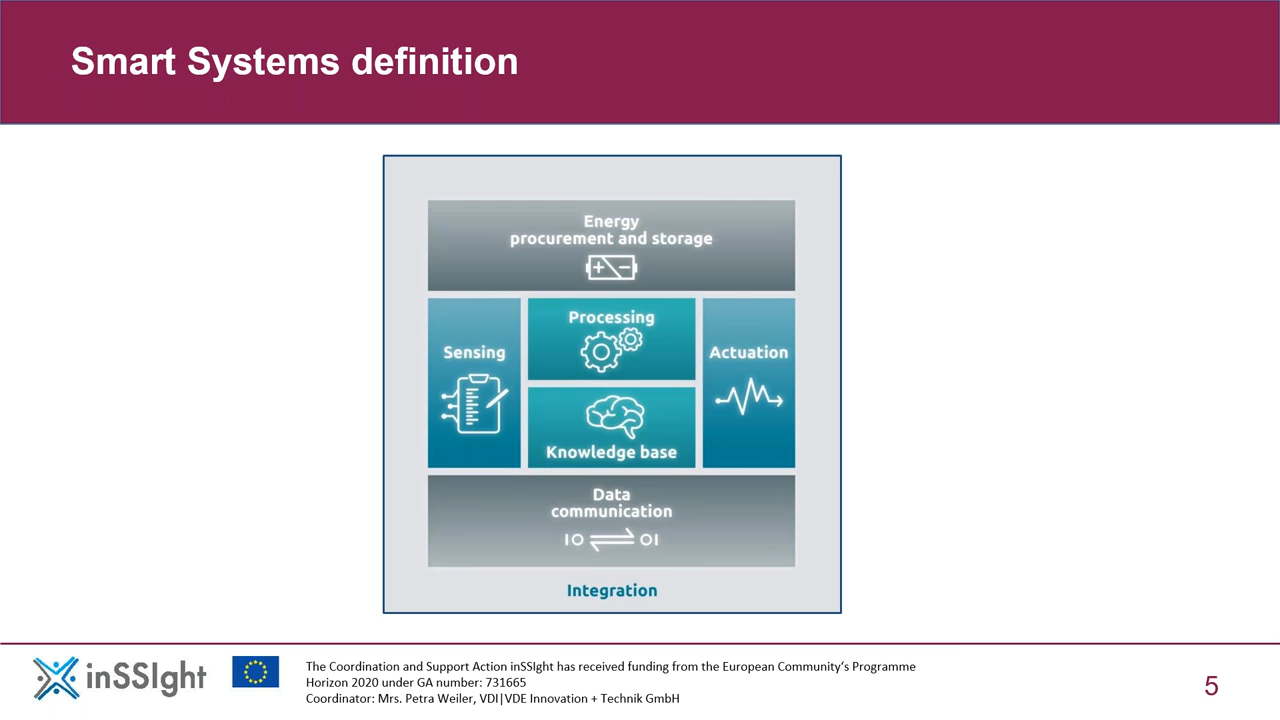 Smart Systems definition
Energy
procurement and storage
Processing
Sensing
Actuation
Knowledge base
Data
communication
IO OI
Integration
inSSIght
The Coordination and Support Action inSSIght has received funding from the European Community‘s Programme
Horizon 2020 under GA number: 731665
Coordinator: Mrs. Petra Weiler, VDI|VDE Innovation + Technik GmbH
5